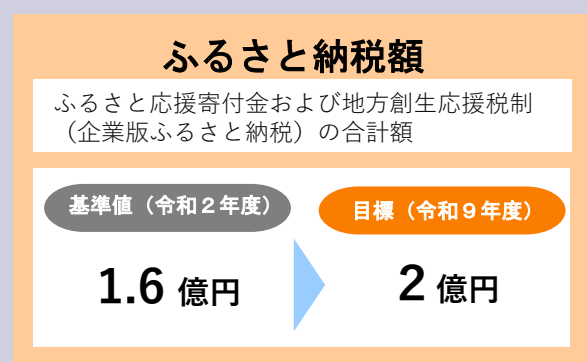 ふるさと納税額
ふるさと応援寄付金および地方創生応援税制
（企業版ふるさと納税）の合計額
基準値（令和２年度）
目標（令和９年度）
1.6 億円
2 億円